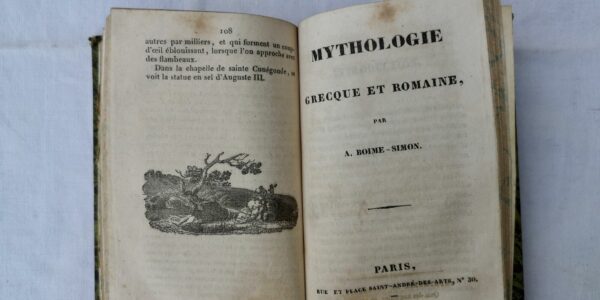 108
autres par milliers, et qui forment un coup
d'œil éblouissant, lorsque l'on approche avec
des flambeaux.
Dans la chapelle de sainte Cunégonde, se
voit la statue en sel d'Auguste III.
MYTHOLOGIE
GRECQUE ET ROMAINE,
PAR
A. BOIME-SIMON.
PARIS,
RUE ET PLACE SAINT-ANDRÉ-DES-ARTS, N° 30.